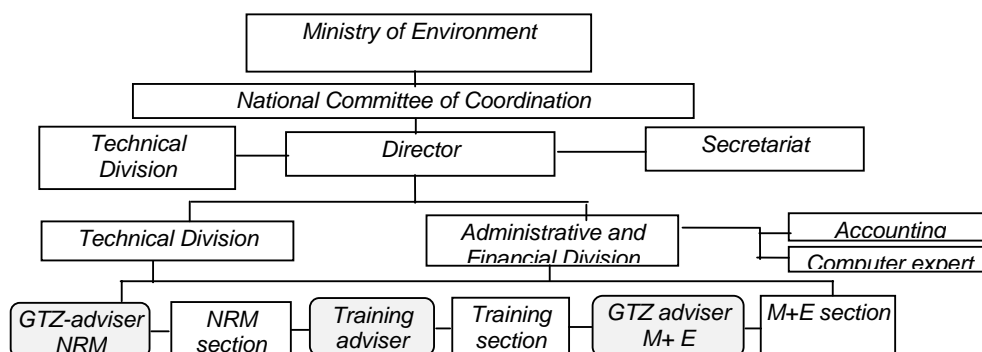 Ministry of Environment
National Committee of Coordination
Technical
Division
Director
Secretariat
Technical Division
Administrative and
Financial Division
Accounting
Computer expert
GTZ-adviser
NRM
NRM
section
Training
adviser
Training
section
GTZ adviser
M+ E
M+E section